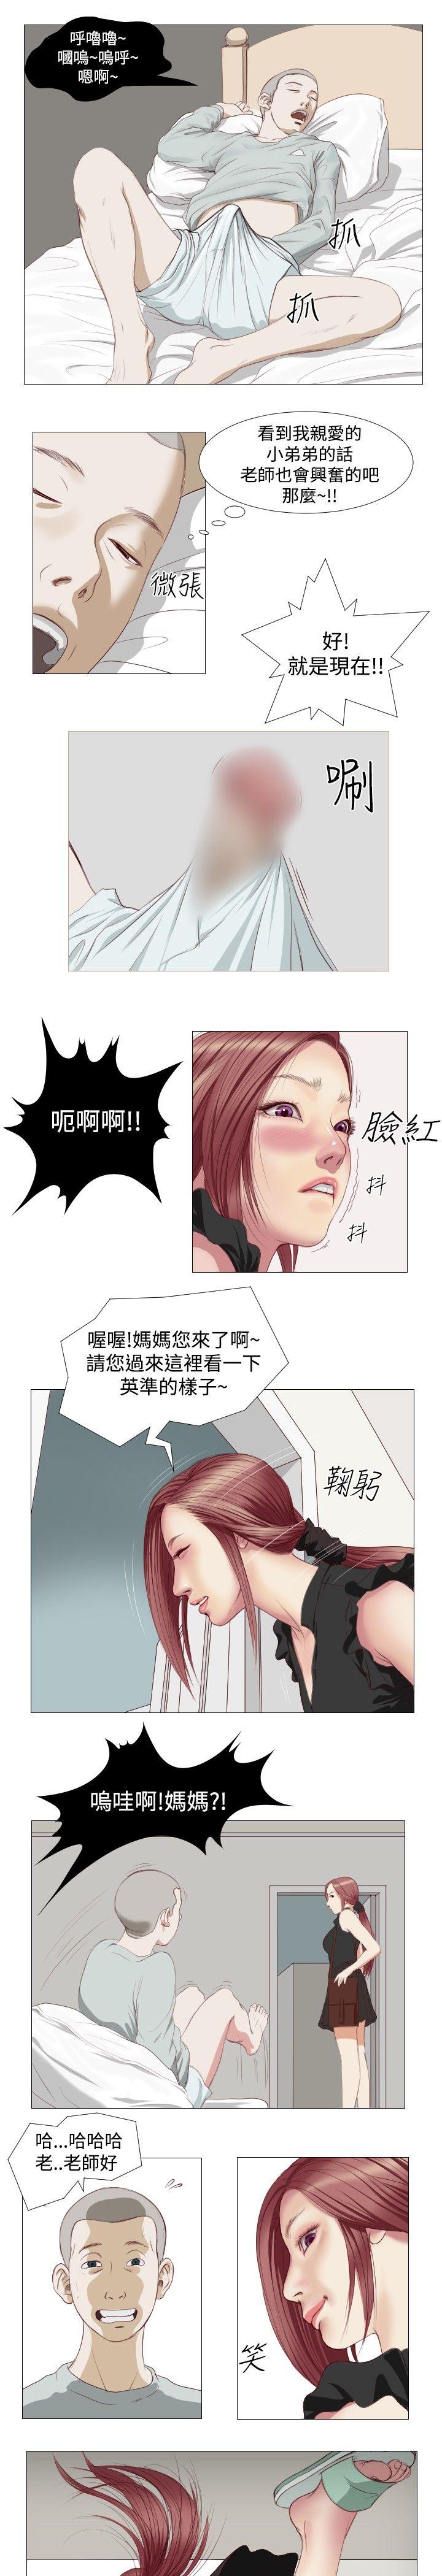 呼嚕嚕~
嘓嗚~嗚呼~
嗯啊~
抓
抓
看到我親愛的
小弟弟的話
老師也會興奮的吧
那麼~!!
微張
好!
就是現在!!
唰
呃啊啊!!
臉紅
抖
抖
喔喔!媽媽您來了啊~
請您過來這裡看一下
英準的樣子~
鞠躬
嗚哇啊!媽媽?!
哈...哈哈哈
老..老師好
笑